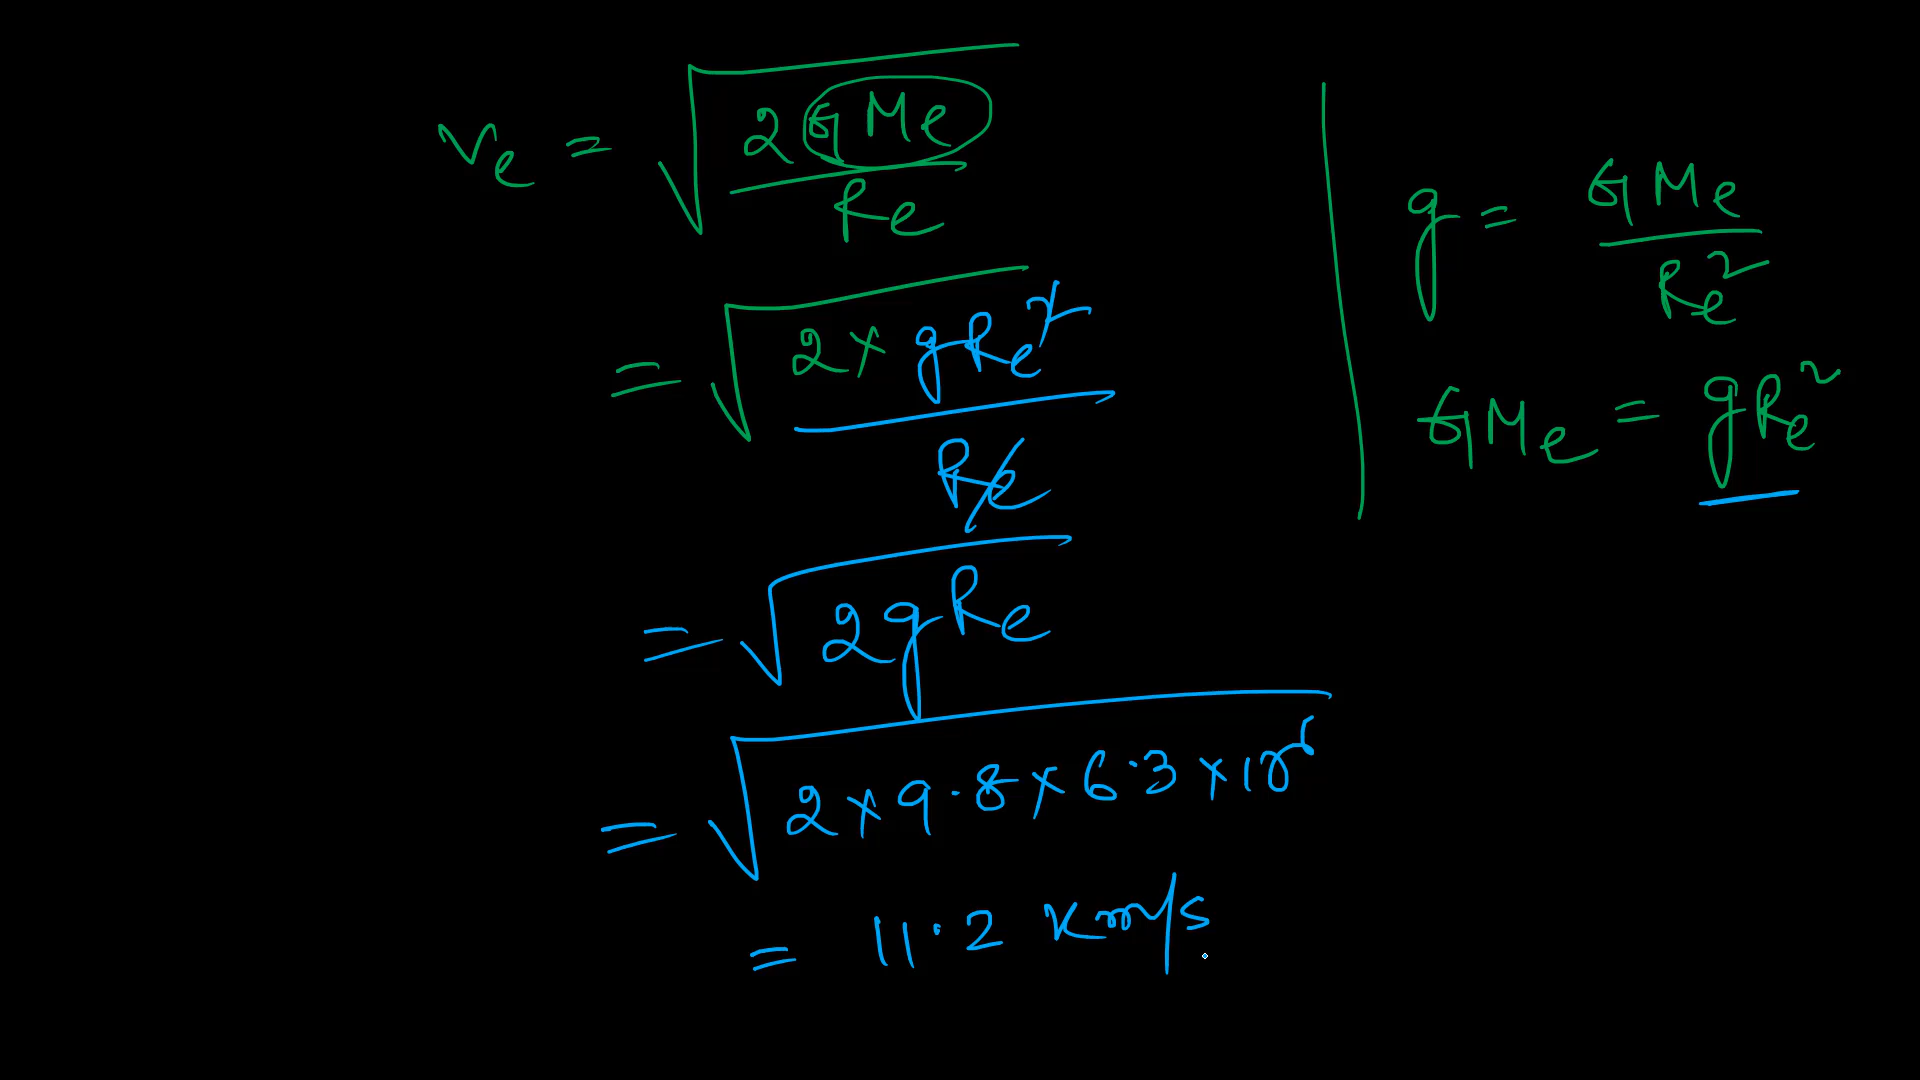 vₑ = √(2GMₑ / Rₑ)
= √(2 × gRₑ² / Rₑ)
= √(2gRₑ)
= √(2 × 9.8 × 6.3 × 10⁶)
= 11.2 Km/s
g = GMₑ / Rₑ²
GMₑ = gRₑ²